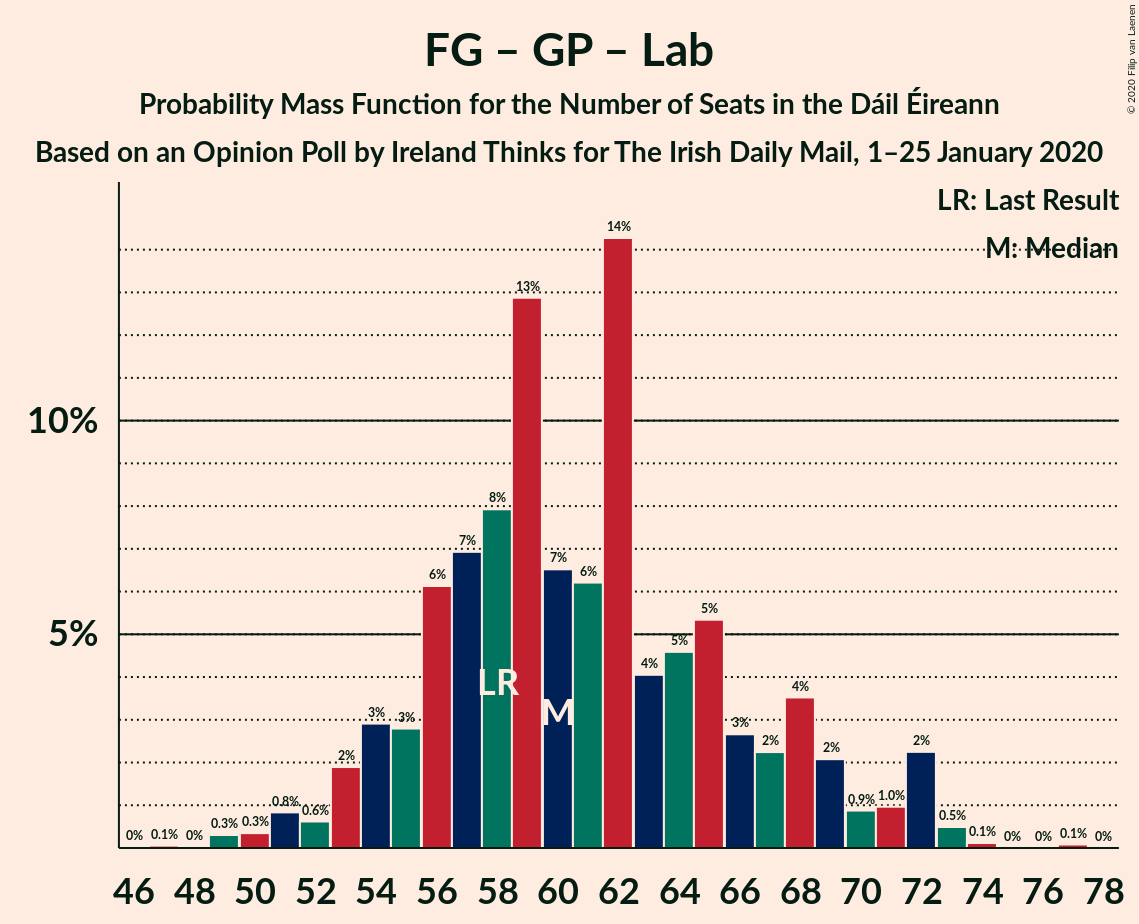 FG – GP – Lab
Probability Mass Function for the Number of Seats in the Dáil Éireann
Based on an Opinion Poll by Ireland Thinks for The Irish Daily Mail, 1–25 January 2020
© 2020 Filip van Laenen
LR: Last Result
M: Median
10%
5%
0% 0.1% 0% 0.3% 0.3% 0.8% 0.6% 2% 3% 3% 6% 7% 8% 13% 7% 6% 14% 4% 5% 5% 3% 2% 4% 2% 0.9% 1.0% 2% 0.5% 0.1% 0% 0% 0.1% 0%
LR
M
46 48 50 52 54 56 58 60 62 64 66 68 70 72 74 76 78